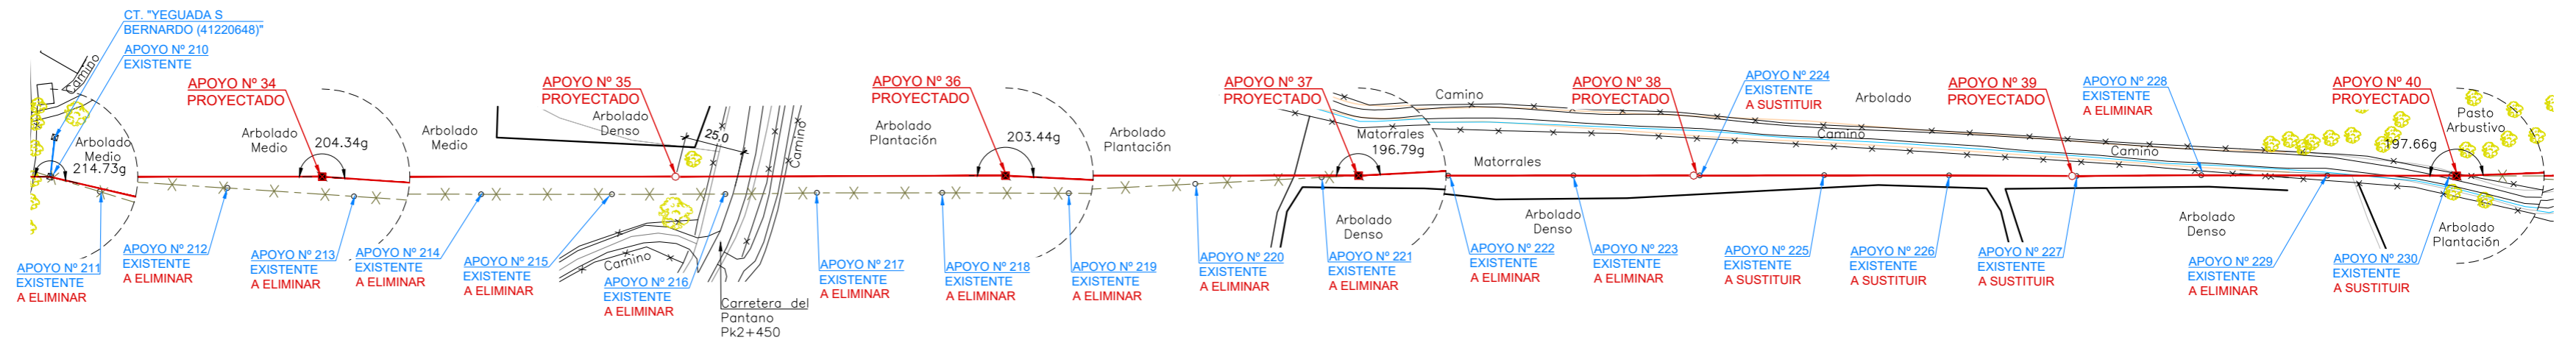 CT. "YEGUADA S
BERNARDO (41220648)"
APOYO Nº 210
EXISTENTE
Camino
Arbolado
Medio
214.73g
APOYO Nº 211
EXISTENTE
A ELIMINAR
APOYO Nº 212
EXISTENTE
A ELIMINAR
APOYO Nº 34
PROYECTADO
Arbolado
Medio
204.34g
APOYO Nº 213
EXISTENTE
A ELIMINAR
Arbolado
Medio
APOYO Nº 214
EXISTENTE
A ELIMINAR
APOYO Nº 215
EXISTENTE
A ELIMINAR
APOYO Nº 35
PROYECTADO
Arbolado
Denso
25.0
Camino
Camino
APOYO Nº 216
EXISTENTE
A ELIMINAR
Carretera del
Pantano
Pk2+450
APOYO Nº 217
EXISTENTE
A ELIMINAR
APOYO Nº 36
PROYECTADO
Arbolado
Plantación
203.44g
APOYO Nº 218
EXISTENTE
A ELIMINAR
APOYO Nº 219
EXISTENTE
A ELIMINAR
Arbolado
Plantación
APOYO Nº 220
EXISTENTE
A ELIMINAR
APOYO Nº 37
PROYECTADO
Matorrales
196.79g
Arbolado
Denso
APOYO Nº 221
EXISTENTE
A ELIMINAR
Camino
Matorrales
APOYO Nº 222
EXISTENTE
A ELIMINAR
Arbolado
Denso
APOYO Nº 223
EXISTENTE
A ELIMINAR
APOYO Nº 38
PROYECTADO
APOYO Nº 224
EXISTENTE
A SUSTITUIR
Arbolado
Camino
APOYO Nº 225
EXISTENTE
A SUSTITUIR
APOYO Nº 226
EXISTENTE
A SUSTITUIR
APOYO Nº 39
PROYECTADO
APOYO Nº 227
EXISTENTE
A SUSTITUIR
APOYO Nº 228
EXISTENTE
A ELIMINAR
Camino
Arbolado
Denso
APOYO Nº 229
EXISTENTE
A ELIMINAR
APOYO Nº 40
PROYECTADO
Pasto
Arbustivo
197.66g
APOYO Nº 230
EXISTENTE
A SUSTITUIR
Arbolado
Plantación